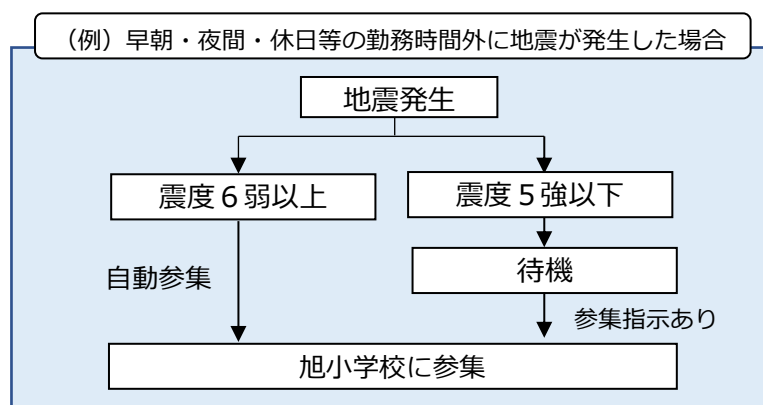 （例）早朝・夜間・休日等の勤務時間外に地震が発生した場合
地震発生
震度６弱以上
震度５強以下
自動参集
待機
参集指示あり
旭小学校に参集